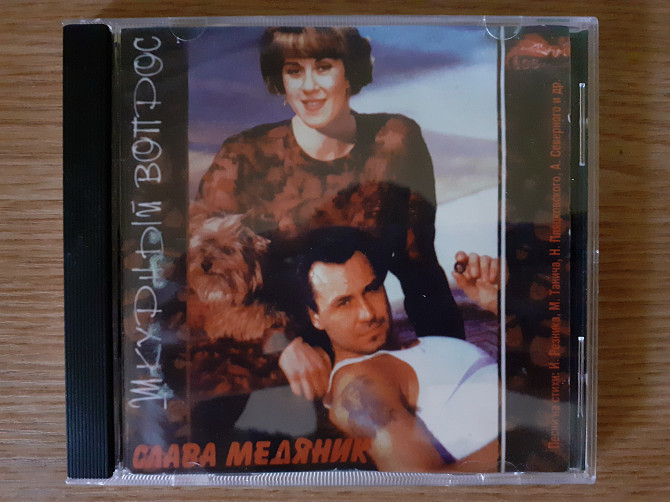 ШКУРНЫЙ ВОПРОС
СЛАВА МЕДЯНИК
Песни на стихи: И. Резника, М. Танича, Н. Пляцковского, А. Северного и др.